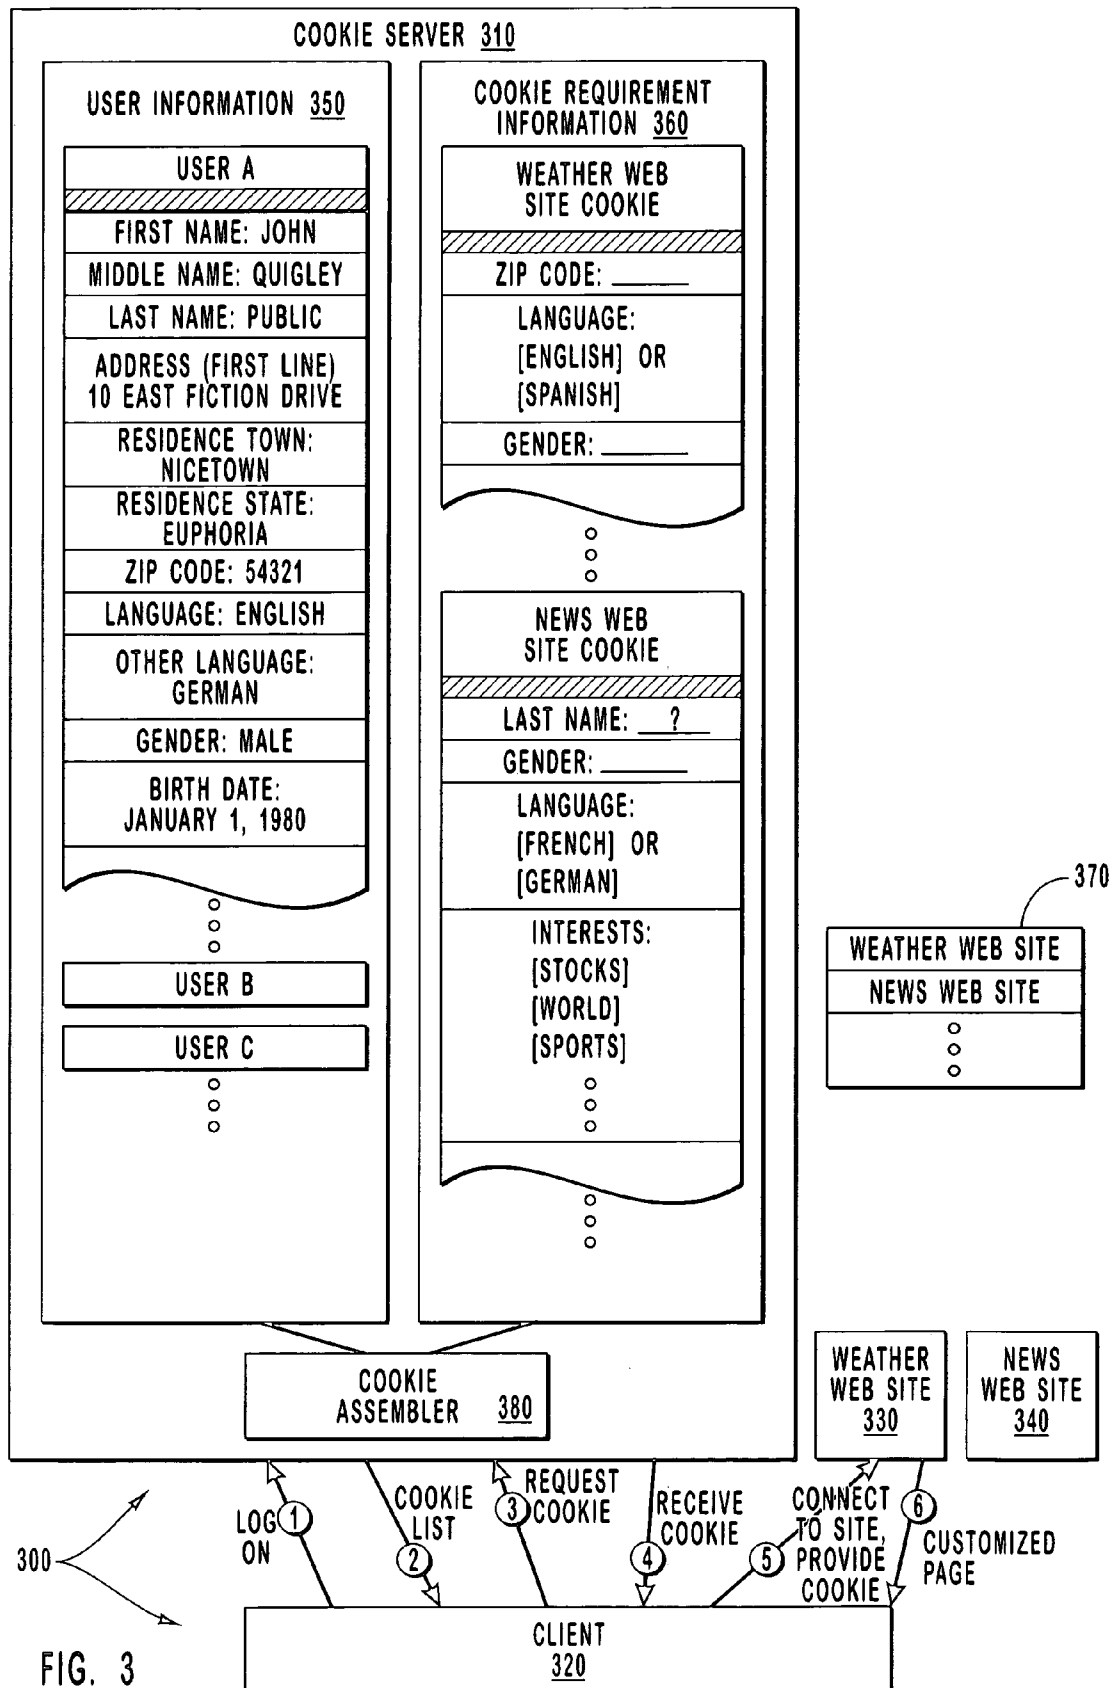 COOKIE SERVER 310
USER INFORMATION 350
USER A
FIRST NAME: JOHN
MIDDLE NAME: QUIGLEY
LAST NAME: PUBLIC
ADDRESS (FIRST LINE)
10 EAST FICTION DRIVE
RESIDENCE TOWN:
NICETOWN
RESIDENCE STATE:
EUPHORIA
ZIP CODE: 54321
LANGUAGE: ENGLISH
OTHER LANGUAGE:
GERMAN
GENDER: MALE
BIRTH DATE:
JANUARY 1, 1980
USER B
USER C
COOKIE REQUIREMENT
INFORMATION 360
WEATHER WEB
SITE COOKIE
ZIP CODE: ______
LANGUAGE:
[ENGLISH] OR
[SPANISH]
GENDER: ______
NEWS WEB
SITE COOKIE
LAST NAME: __?__
GENDER: ______
LANGUAGE:
[FRENCH] OR
[GERMAN]
INTERESTS:
[STOCKS]
[WORLD]
[SPORTS]
370
WEATHER WEB SITE
NEWS WEB SITE
COOKIE
ASSEMBLER 380
WEATHER
WEB SITE
330
NEWS
WEB SITE
340
300
1
LOG
ON
COOKIE
LIST
2
3
REQUEST
COOKIE
4
RECEIVE
COOKIE
5
CONNECT
TO SITE,
PROVIDE
COOKIE
6
CUSTOMIZED
PAGE
CLIENT
320
FIG. 3